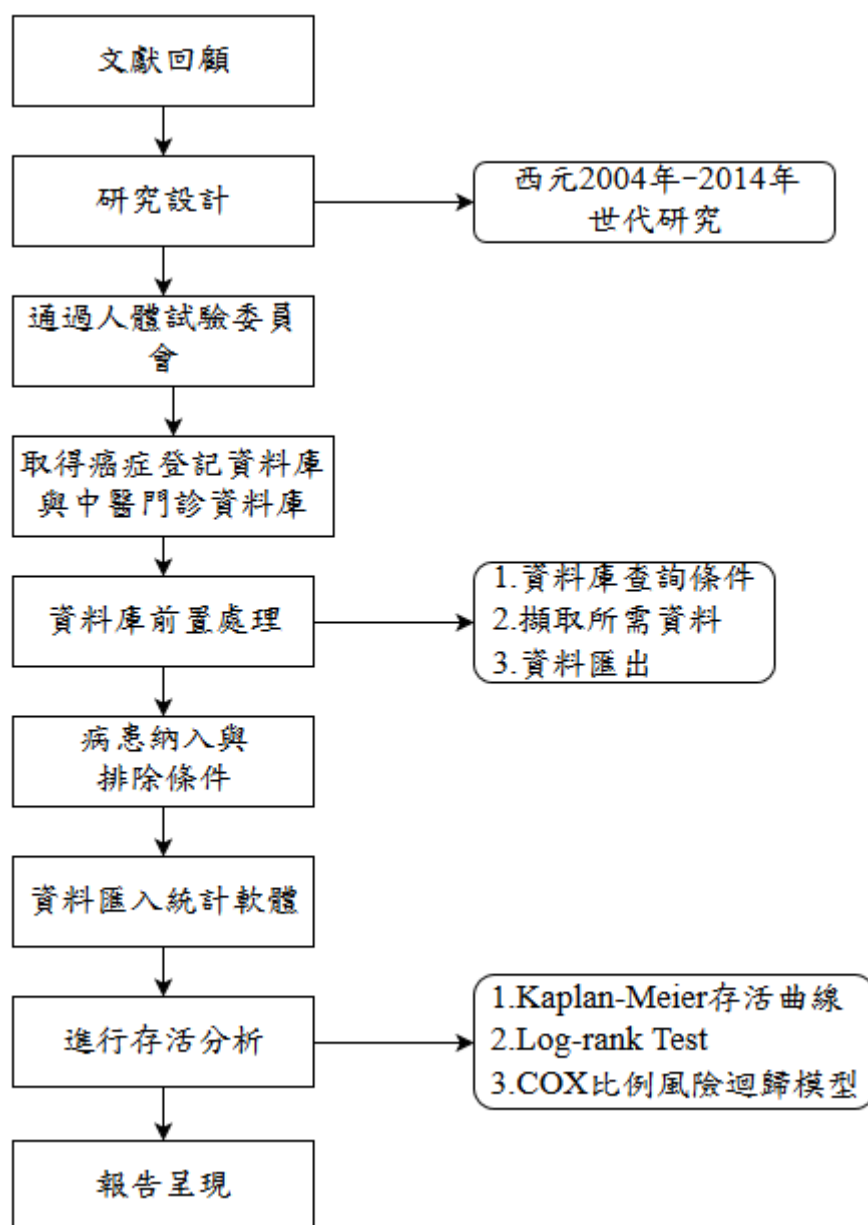 文獻回顧
研究設計
西元2004年-2014年
世代研究
通過人體試驗委員
會
取得癌症登記資料庫
與中醫門診資料庫
資料庫前置處理
1.資料庫查詢條件
2.擷取所需資料
3.資料匯出
病患納入與
排除條件
資料匯入統計軟體
進行存活分析
1.Kaplan-Meier存活曲線
2.Log-rank Test
3.COX比例風險迴歸模型
報告呈現